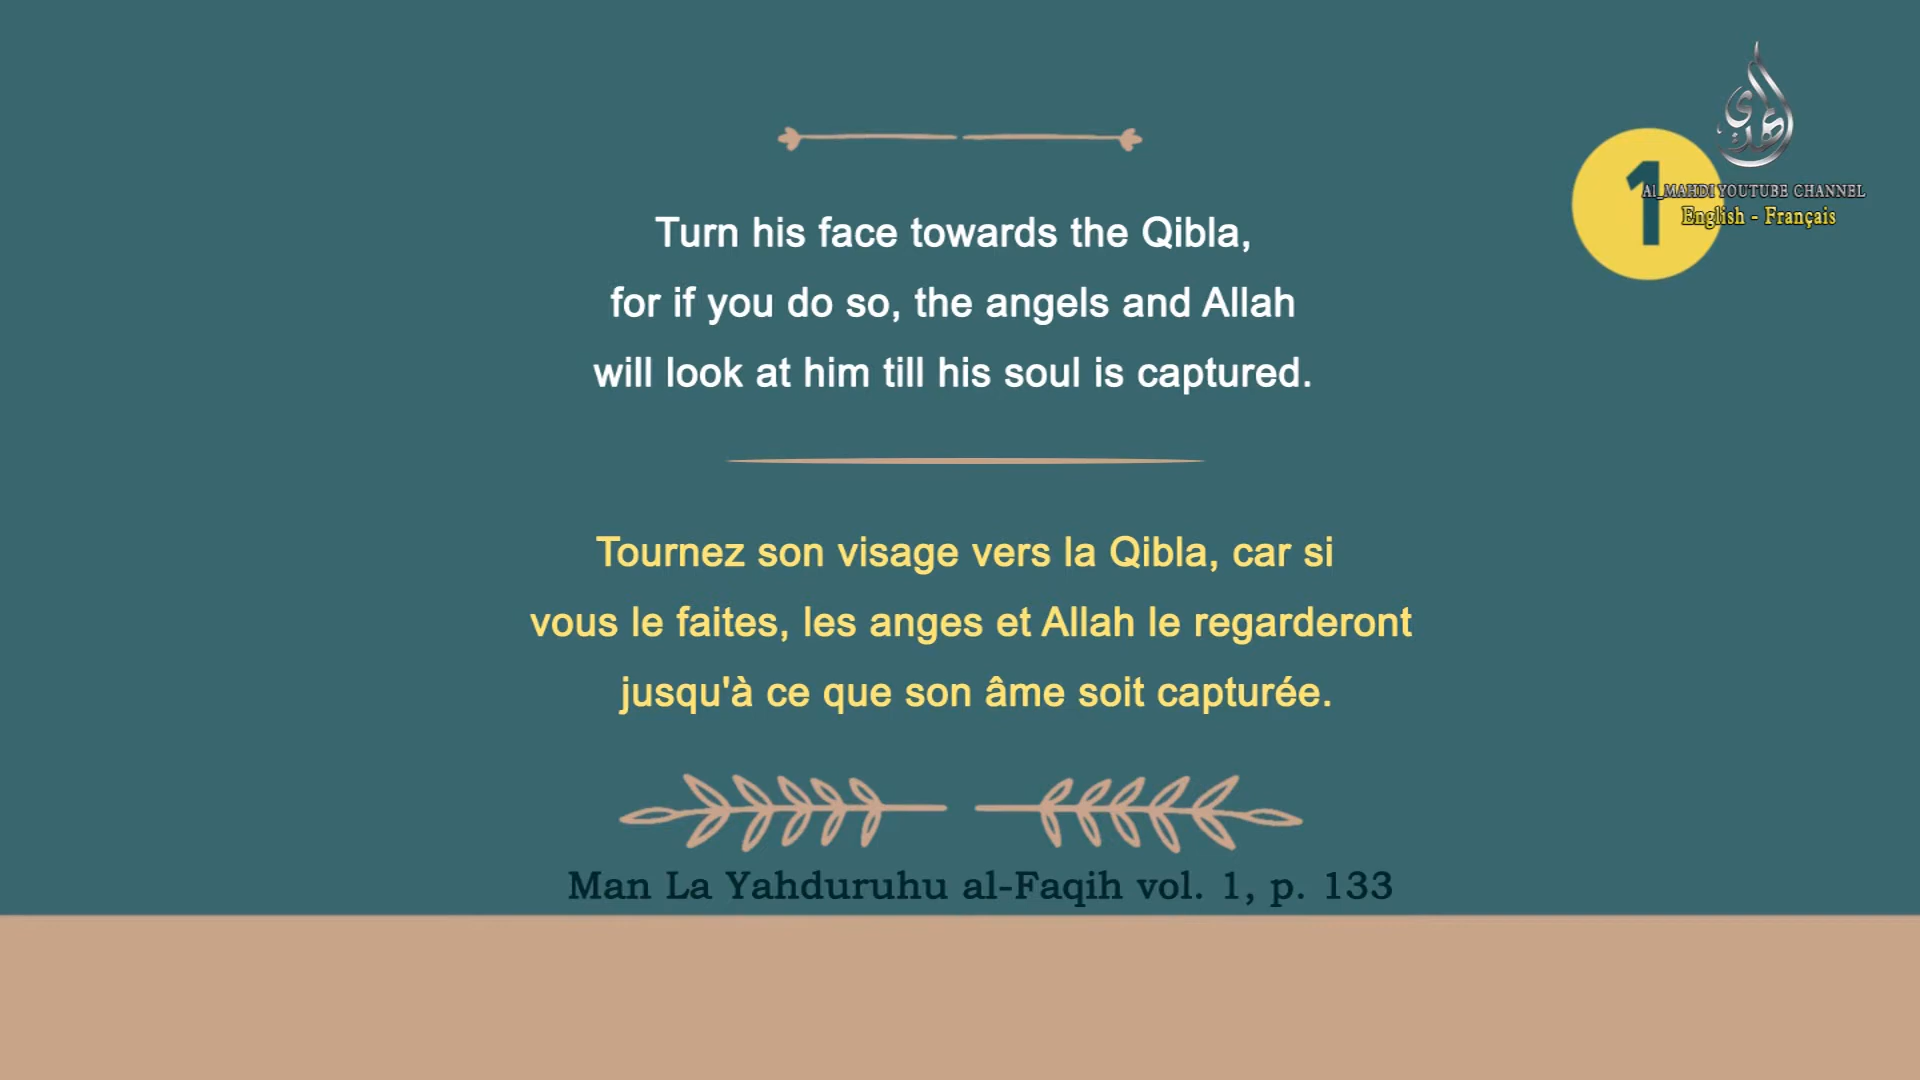 المهدي
1
Al_MAHDI YOUTUBE CHANNEL
English - Français
Turn his face towards the Qibla,
for if you do so, the angels and Allah
will look at him till his soul is captured.
Tournez son visage vers la Qibla, car si
vous le faites, les anges et Allah le regarderont
jusqu'à ce que son âme soit capturée.
Man La Yahduruhu al-Faqih vol. 1, p. 133